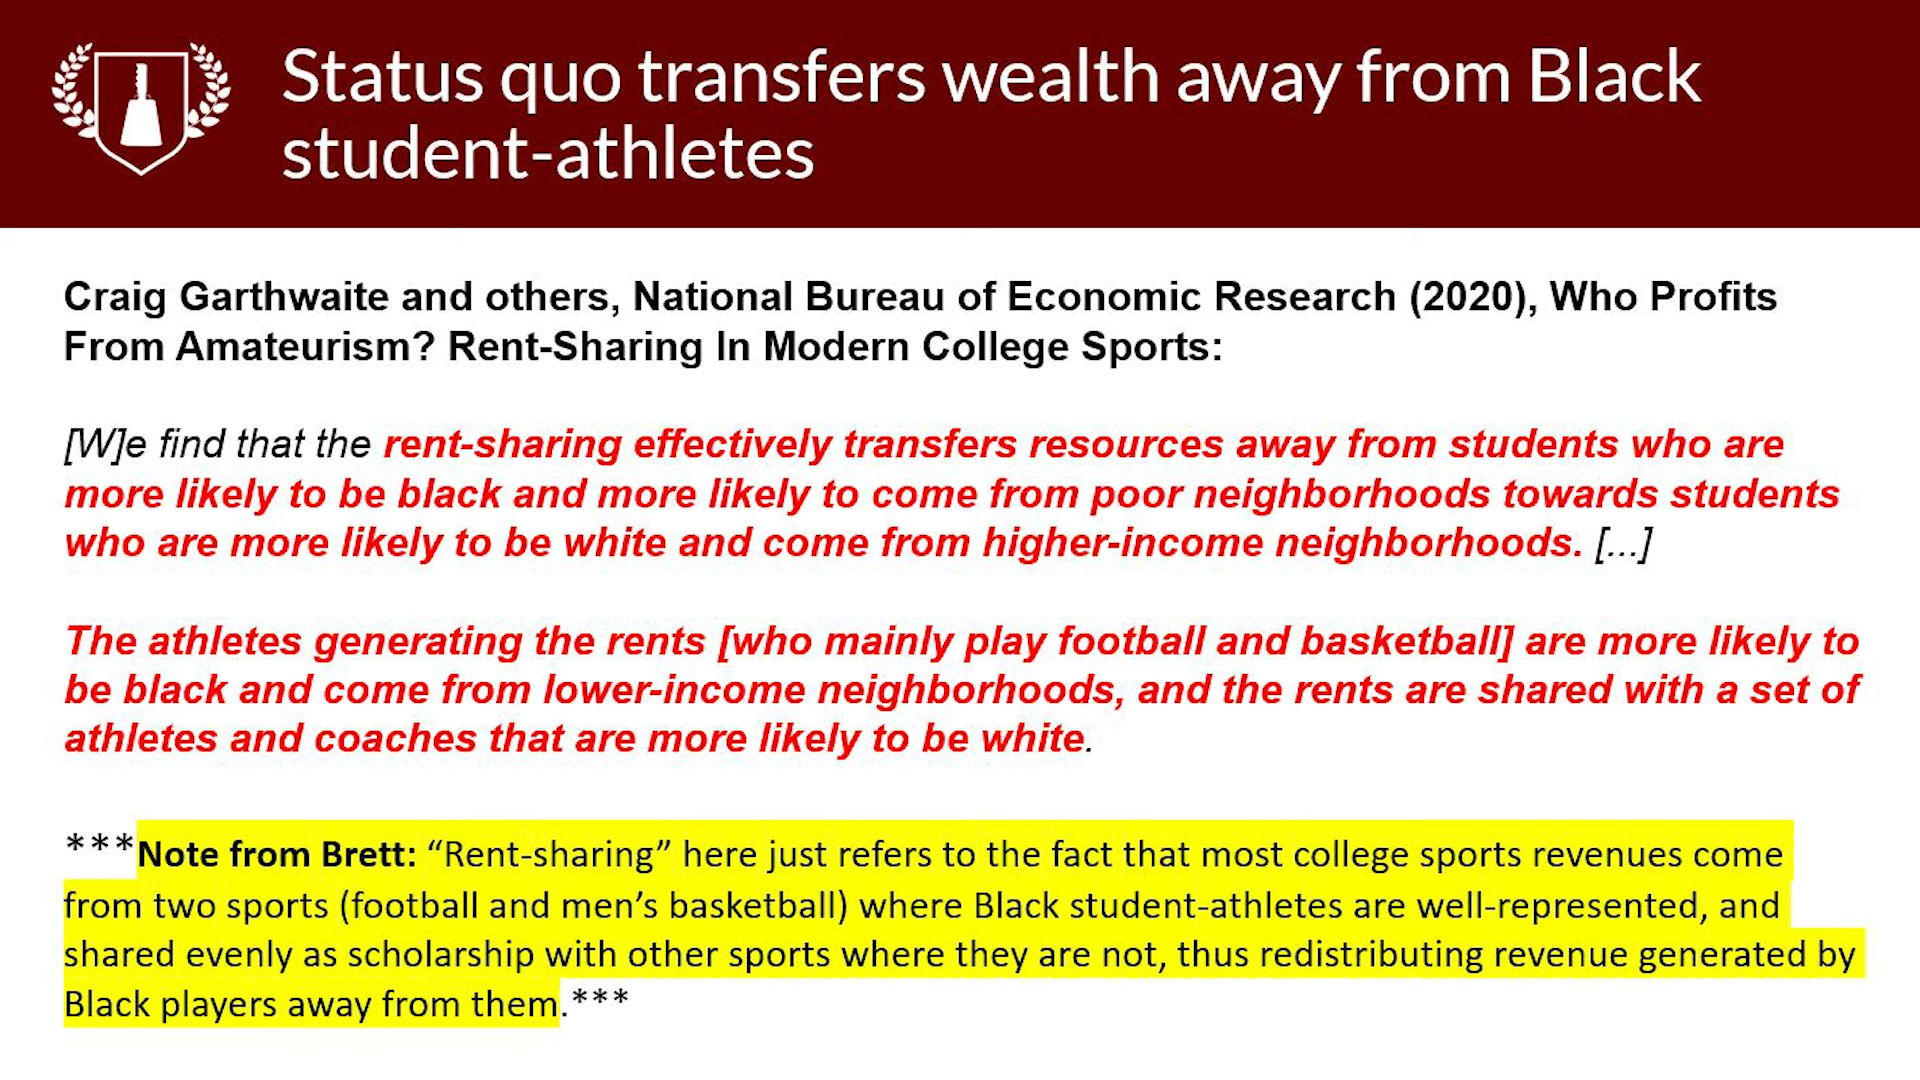 Status quo transfers wealth away from Black
student-athletes
Craig Garthwaite and others, National Bureau of Economic Research (2020), Who Profits
From Amateurism? Rent-Sharing In Modern College Sports:
[W]e find that the rent-sharing effectively transfers resources away from students who are
more likely to be black and more likely to come from poor neighborhoods towards students
who are more likely to be white and come from higher-income neighborhoods. [...]
The athletes generating the rents [who mainly play football and basketball] are more likely to
be black and come from lower-income neighborhoods, and the rents are shared with a set of
athletes and coaches that are more likely to be white.
***Note from Brett: “Rent-sharing” here just refers to the fact that most college sports revenues come
from two sports (football and men’s basketball) where Black student-athletes are well-represented, and
shared evenly as scholarship with other sports where they are not, thus redistributing revenue generated by
Black players away from them.***